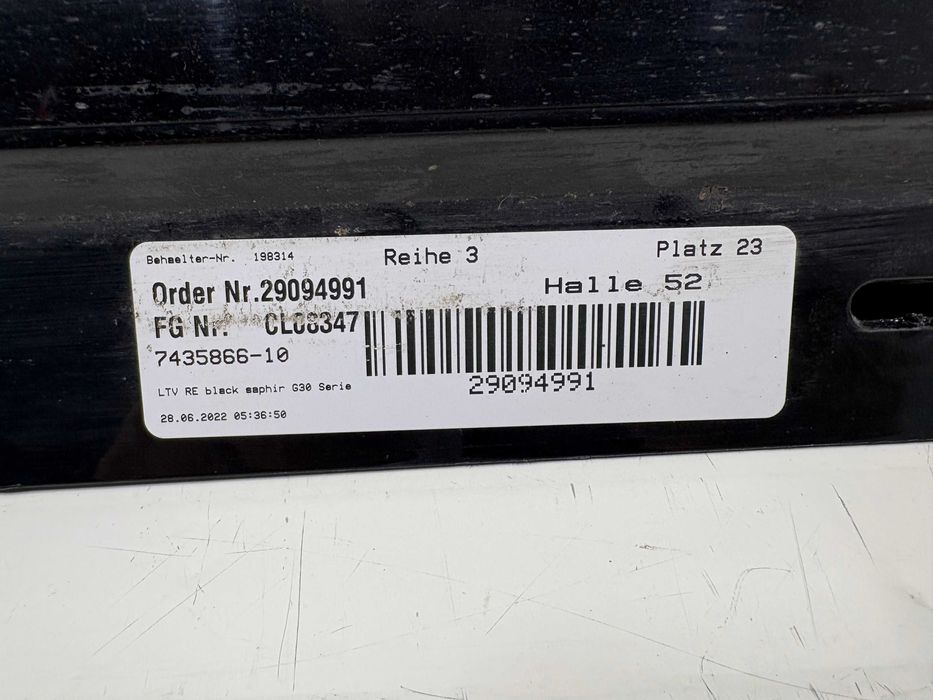 Behaelter-Nr. 198314
Reihe 3
Platz 23
Order Nr.29094991
Halle 52
FG Nr. CL08347
7435866-10
29094991
LTV RE black saphir G30 Serie
28.06.2022 05:36:50